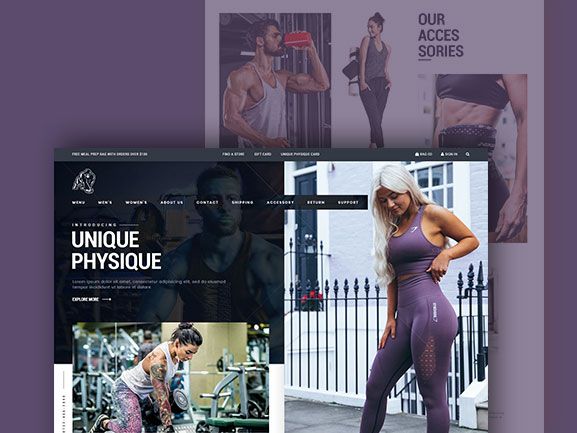 OUR
ACCES
SORIES
FREE MEAL PREP BAG WITH ORDERS OVER $150
FIND A STORE GIFT CARD UNIQUE PHYSIQUE CARD BAG (0) SIGN IN
MENU MEN'S WOMEN'S ABOUT US CONTACT SHIPPING ACCESSOSY RETURN SUPPORT
INTRODUCING
UNIQUE
PHYSIQUE
Lorem ipsum dolor sit amet, consectetur adipisicing elit, sed do eiusmod
tempor incididunt ut labore et dolore
EXPLORE MORE